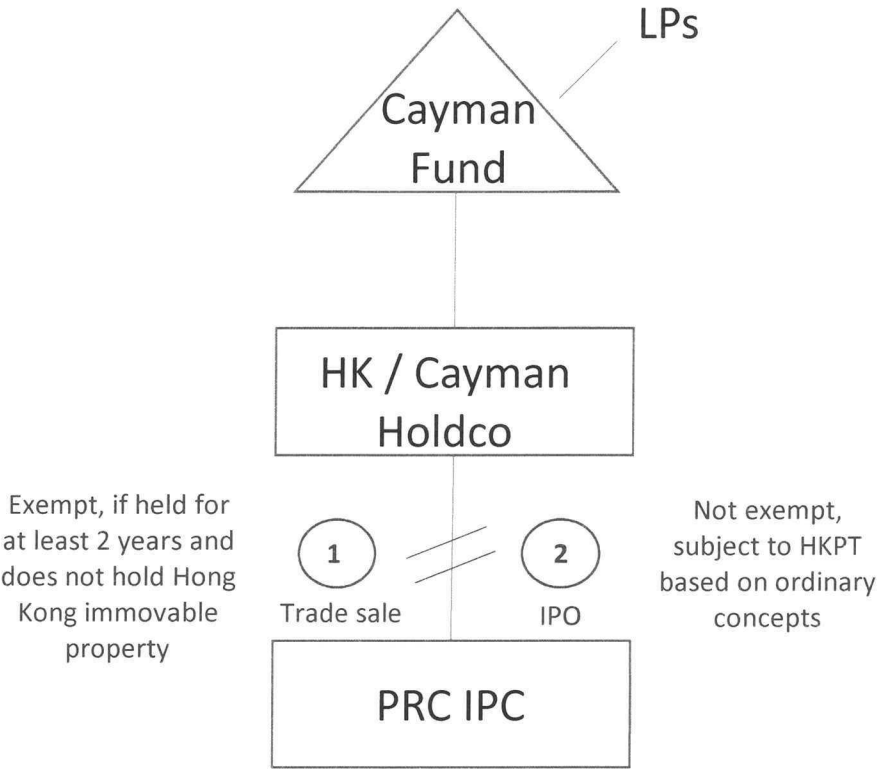 LPs
Cayman
Fund
HK / Cayman
Holdco
Exempt, if held for
at least 2 years and
does not hold Hong
Kong immovable
property
1
Trade sale
2
IPO
Not exempt,
subject to HKPT
based on ordinary
concepts
PRC IPC